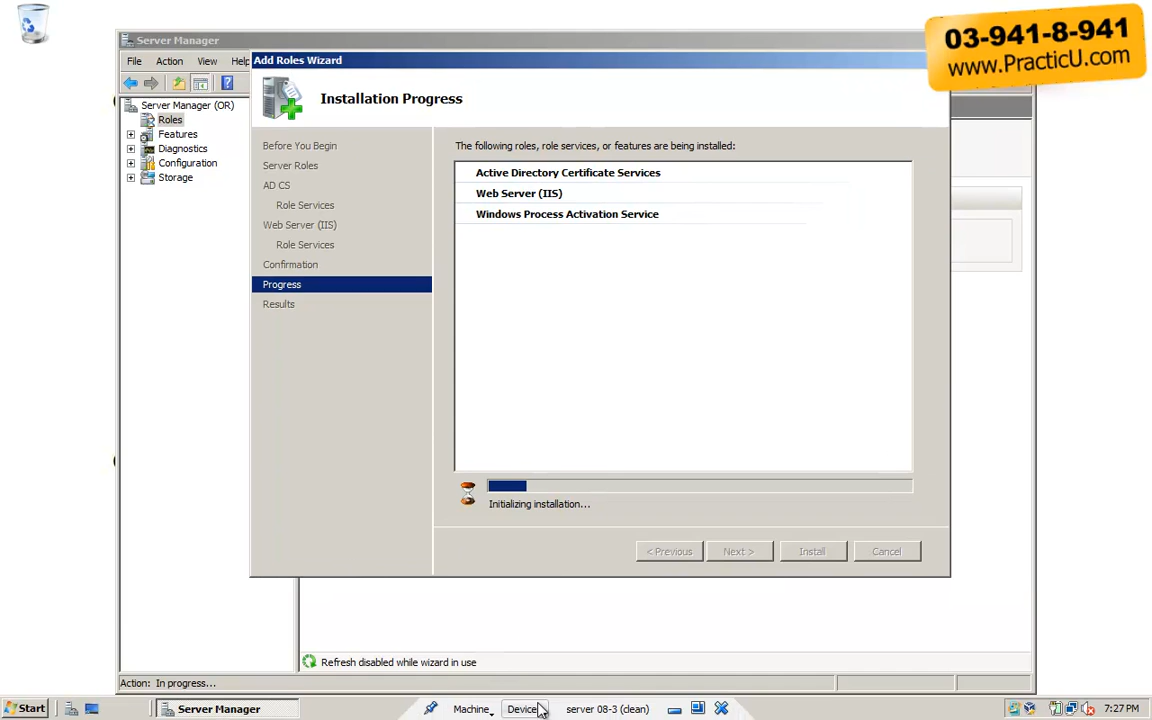 03-941-8-941
www.PracticU.com
Server Manager
File Action View Help
Add Roles Wizard
Installation Progress
Server Manager (OR)
Roles
Features
Diagnostics
Configuration
Storage
Before You Begin
Server Roles
AD CS
Role Services
Web Server (IIS)
Role Services
Confirmation
Progress
Results
The following roles, role services, or features are being installed:
Active Directory Certificate Services
Web Server (IIS)
Windows Process Activation Service
Initializing installation...
< Previous
Next >
Install
Cancel
Refresh disabled while wizard in use
Action: In progress...
Start
Server Manager
Machine
Devices
server 08-3 (clean)
7:27 PM